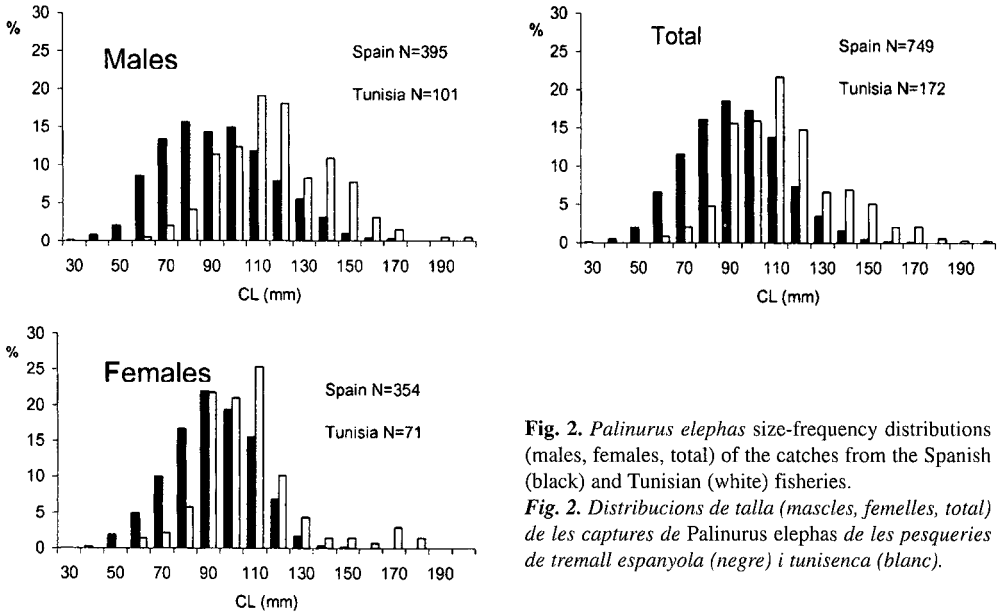 30
%
25
20
15
10
5
0
Males
Spain N=395
Tunisia N=101
30 50 70 90 110 130 150 170 190
CL (mm)
30
%
25
20
15
10
5
0
Total
Spain N=749
Tunisia N=172
30 50 70 90 110 130 150 170 190
CL (mm)
30
%
25
20
15
10
5
0
Females
Spain N=354
Tunisia N=71
30 50 70 90 110 130 150 170 190
CL (mm)
Fig. 2. Palinurus elephas size-frequency distributions
(males, females, total) of the catches from the Spanish
(black) and Tunisian (white) fisheries.
Fig. 2. Distribucions de talla (mascles, femelles, total)
de les captures de Palinurus elephas de les pesqueries
de tremall espanyola (negre) i tunisenca (blanc).